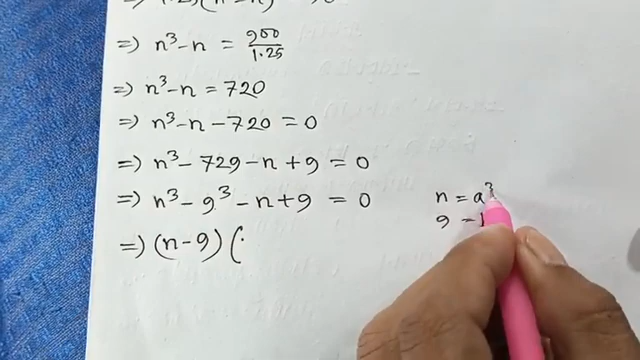 => n³-n = 900/1.25
=> n³-n = 720
=> n³-n-720 = 0
=> n³-729-n+9 = 0
=> n³-9³-n+9 = 0
n = a³
9 =
=> (n-9)(